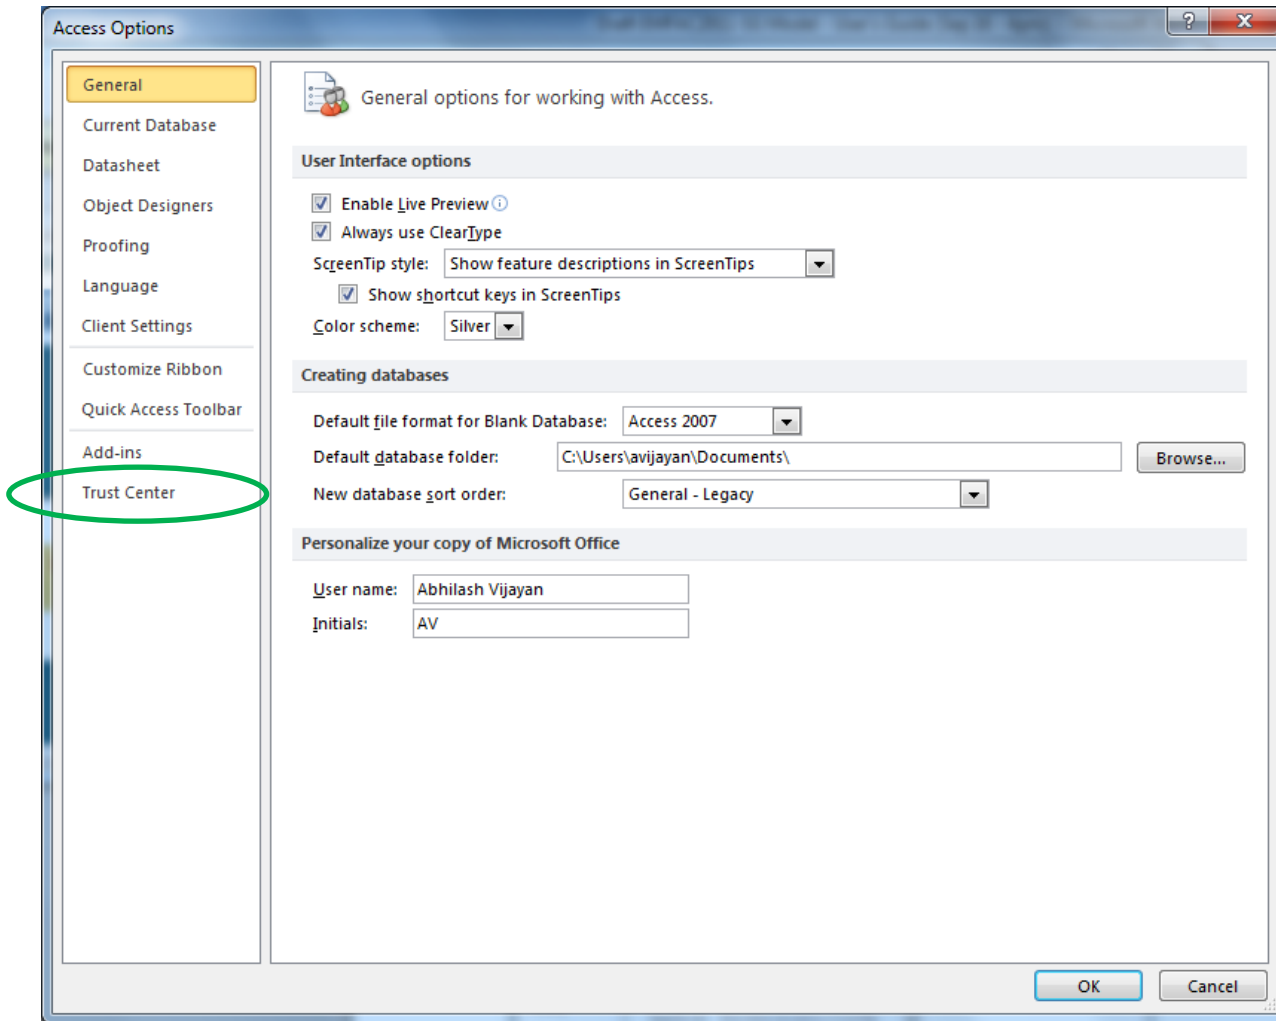 Access Options
General
Current Database
Datasheet
Object Designers
Proofing
Language
Client Settings
Customize Ribbon
Quick Access Toolbar
Add-ins
Trust Center
General options for working with Access.
User Interface options
Enable Live Preview
Always use ClearType
ScreenTip style: Show feature descriptions in ScreenTips
Show shortcut keys in ScreenTips
Color scheme: Silver
Creating databases
Default file format for Blank Database: Access 2007
Default database folder: C:\Users\avijayan\Documents\ Browse...
New database sort order: General - Legacy
Personalize your copy of Microsoft Office
User name: Abhilash Vijayan
Initials: AV
OK Cancel